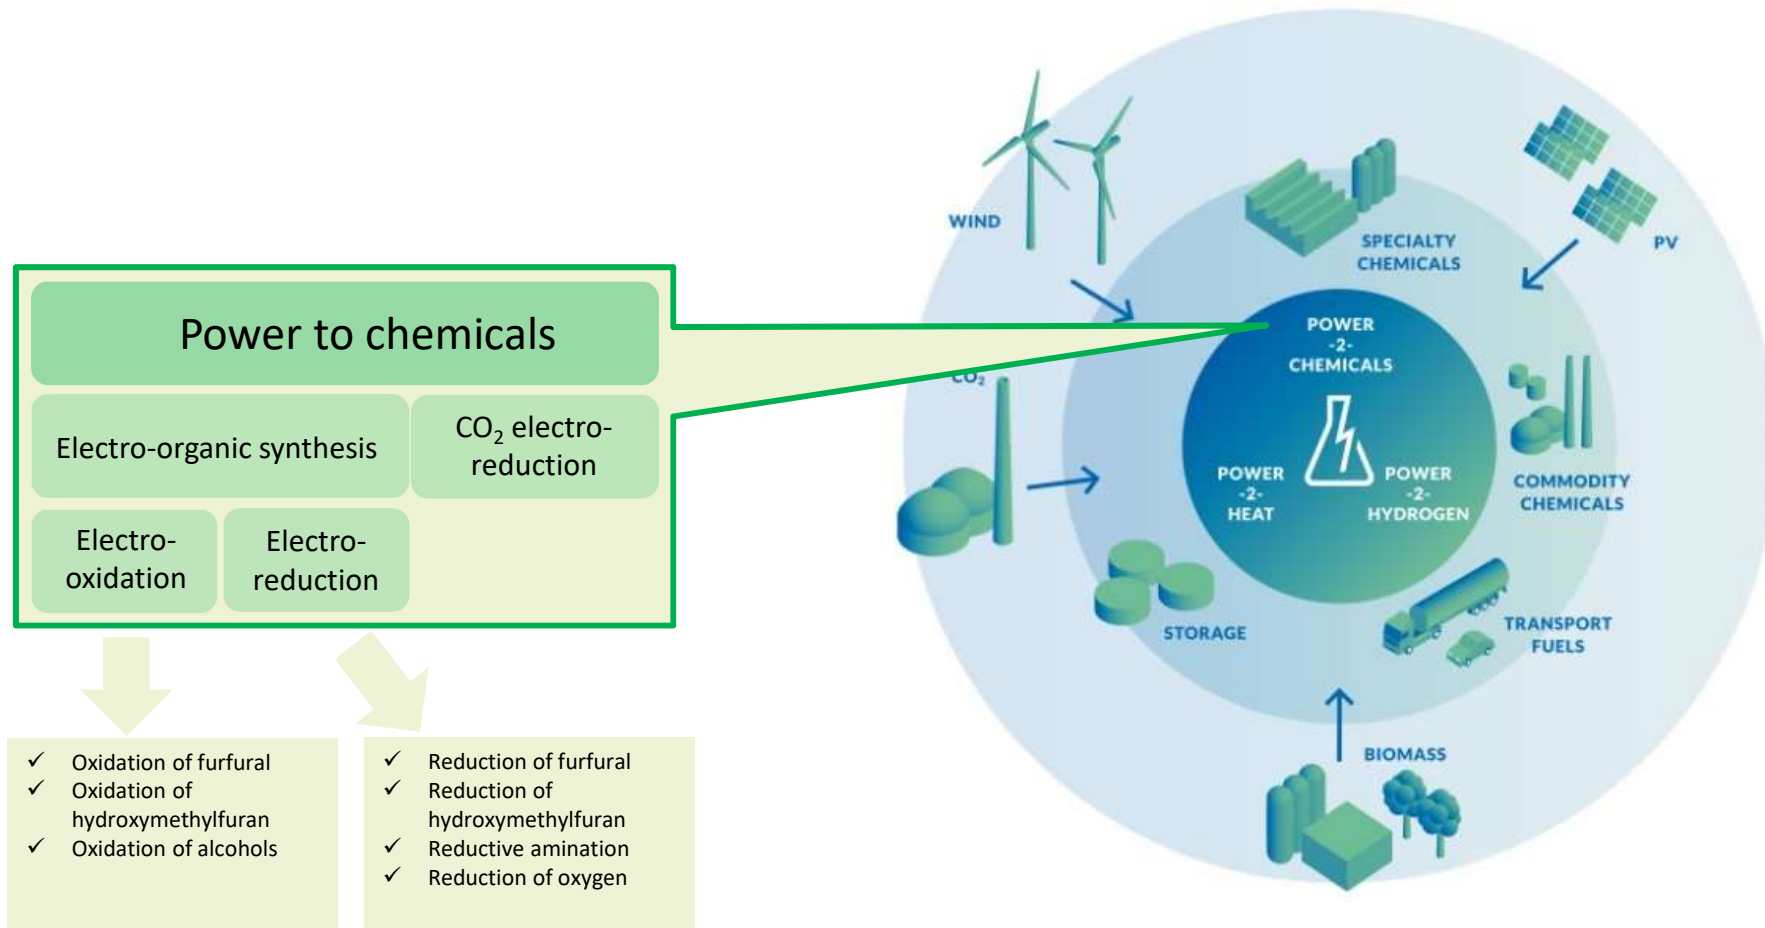 Power to chemicals
Electro-organic synthesis
CO₂ electro-
reduction
Electro-
oxidation
Electro-
reduction
✓ Oxidation of furfural
✓ Oxidation of
hydroxymethylfuran
✓ Oxidation of alcohols
✓ Reduction of furfural
✓ Reduction of
hydroxymethylfuran
✓ Reductive amination
✓ Reduction of oxygen
WIND
SPECIALTY
CHEMICALS
PV
POWER
-2-
CHEMICALS
CO₂
POWER
-2-
HEAT
POWER
-2-
HYDROGEN
COMMODITY
CHEMICALS
STORAGE
TRANSPORT
FUELS
BIOMASS